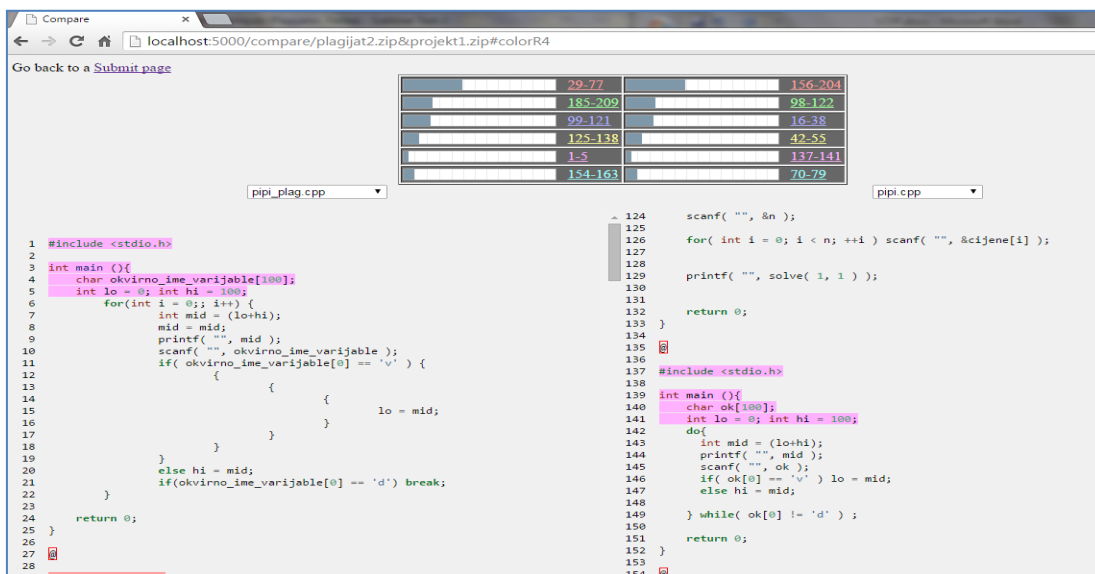 Compare
localhost:5000/compare/plagijat2.zip&projekt1.zip#colorR4
Go back to a Submit page
29-77 156-204
185-209 98-122
99-121 16-38
125-138 42-55
1-5 137-141
154-163 70-79
pipi_plag.cpp
pipi.cpp
1 #include <stdio.h>
2
3 int main (){
4 char okvirno_ime_varijable[100];
5 int lo = 0; int hi = 100;
6 for(int i = 0;; i++) {
7 int mid = (lo+hi);
8 mid = mid;
9 printf( "", mid );
10 scanf( "", okvirno_ime_varijable );
11 if( okvirno_ime_varijable[0] == 'v' ) {
12 {
13 {
14 {
15 lo = mid;
16 }
17 }
18 }
19 }
20 else hi = mid;
21 if(okvirno_ime_varijable[0] == 'd') break;
22 }
23
24 return 0;
25 }
26
27 @
28
124 scanf( "", &n );
125
126 for( int i = 0; i < n; ++i ) scanf( "", &cijene[i] );
127
128
129 printf( "", solve( 1, 1 ) );
130
131
132 return 0;
133 }
134
135 @
136
137 #include <stdio.h>
138
139 int main (){
140 char ok[100];
141 int lo = 0; int hi = 100;
142 do{
143 int mid = (lo+hi);
144 printf( "", mid );
145 scanf( "", ok );
146 if( ok[0] == 'v' ) lo = mid;
147 else hi = mid;
148
149 } while( ok[0] != 'd' ) ;
150
151 return 0;
152 }
153
154 @